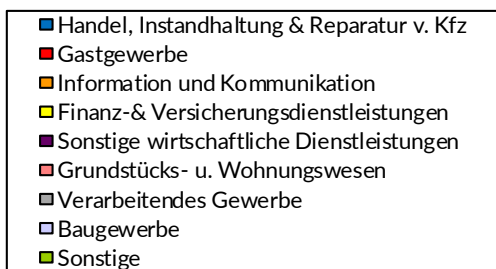 Handel, Instandhaltung & Reparatur v. Kfz
Gastgewerbe
Information und Kommunikation
Finanz-& Versicherungsdienstleistungen
Sonstige wirtschaftliche Dienstleistungen
Grundstücks- u. Wohnungswesen
Verarbeitendes Gewerbe
Baugewerbe
Sonstige